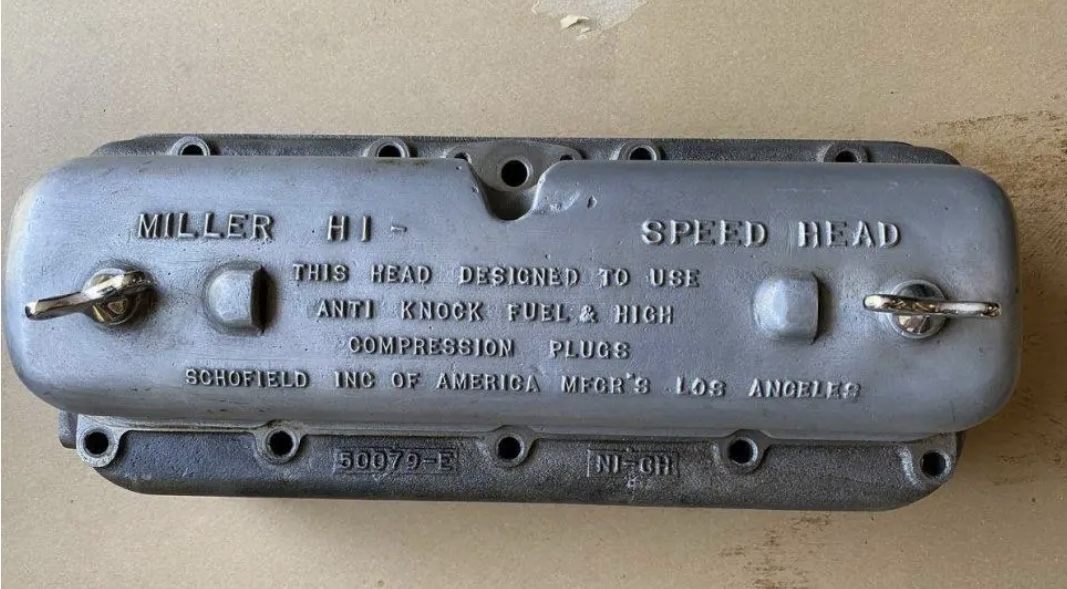 MILLER HI- SPEED HEAD
THIS HEAD DESIGNED TO USE
ANTI KNOCK FUEL & HIGH
COMPRESSION PLUGS
SCHOFIELD INC OF AMERICA MFGR'S LOS ANGELES
50079-E NI-CH
8